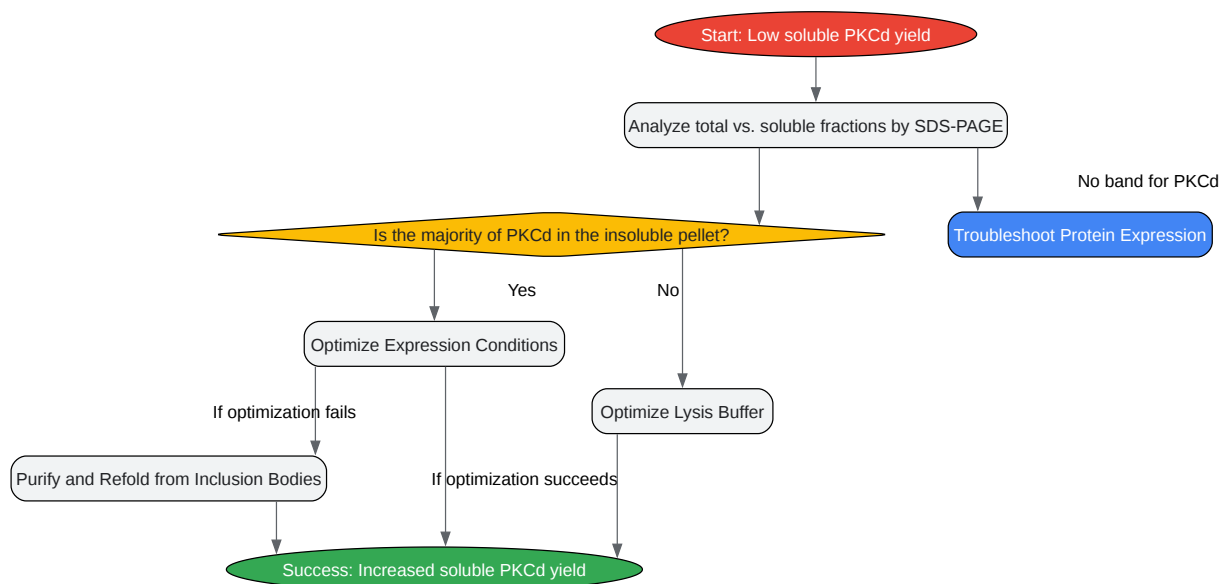 Start: Low soluble PKCd yield
Analyze total vs. soluble fractions by SDS-PAGE
No band for PKCd
Is the majority of PKCd in the insoluble pellet?
Troubleshoot Protein Expression
Yes
No
Optimize Expression Conditions
If optimization fails
Optimize Lysis Buffer
Purify and Refold from Inclusion Bodies
If optimization succeeds
Success: Increased soluble PKCd yield